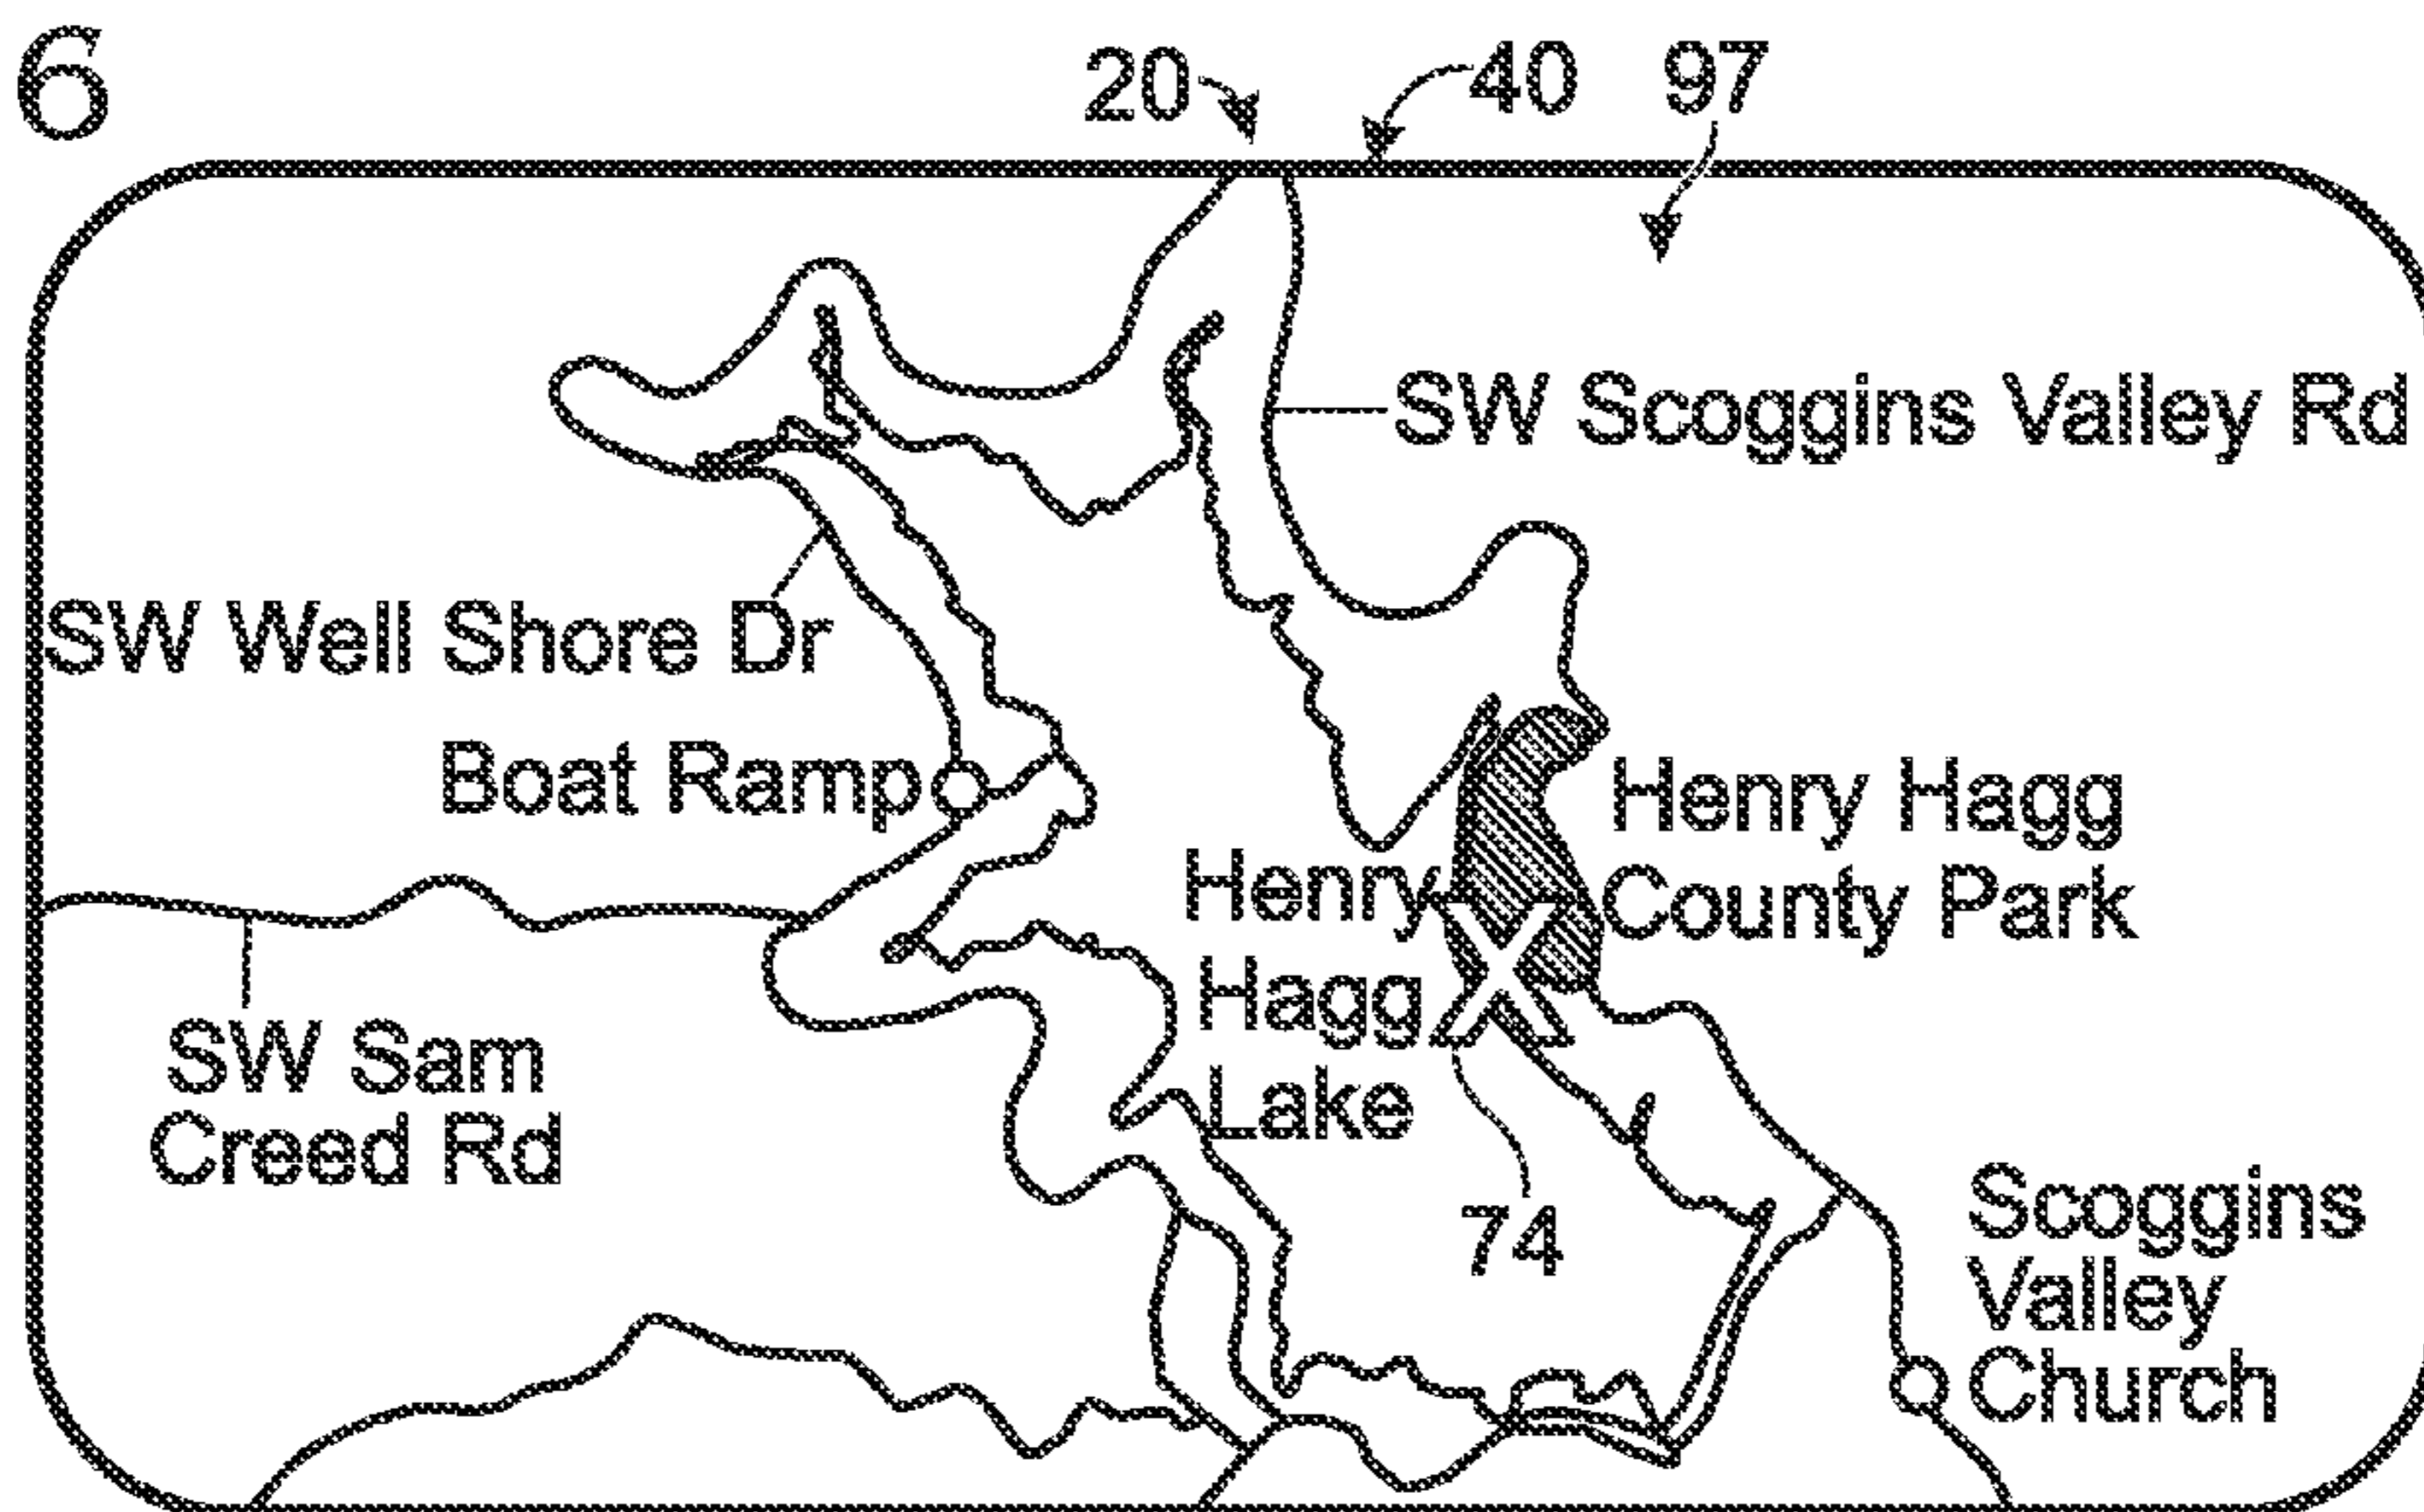 6
20 40 97
SW Scoggins Valley Rd
SW Well Shore Dr
Boat Ramp
Henry Hagg
County Park
Henry
Hagg
Lake
SW Sam
Creed Rd
74
Scoggins
Valley
Church